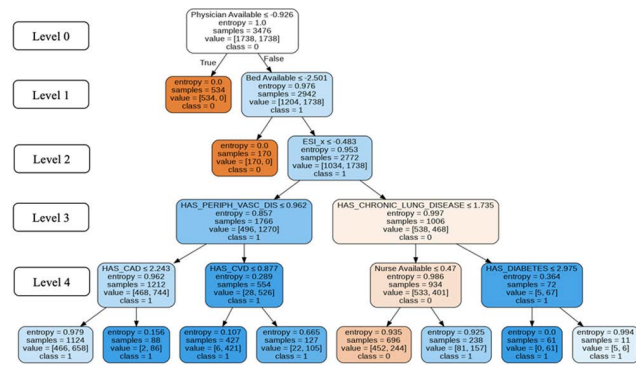 Level 0
Physician Available ≤ -0.926
entropy = 1.0
samples = 3476
value = [1738, 1738]
class = 0
True
False
Level 1
entropy = 0.0
samples = 534
value = [534, 0]
class = 0
Bed Available ≤ -2.501
entropy = 0.976
samples = 2942
value = [1204, 1738]
class = 1
Level 2
entropy = 0.0
samples = 170
value = [170, 0]
class = 0
ESI_x ≤ -0.483
entropy = 0.953
samples = 2772
value = [1034, 1738]
class = 1
Level 3
HAS_PERIPH_VASC_DIS ≤ 0.962
entropy = 0.857
samples = 1766
value = [496, 1270]
class = 1
HAS_CHRONIC_LUNG_DISEASE ≤ 1.735
entropy = 0.997
samples = 1006
value = [538, 468]
class = 0
Level 4
HAS_CAD ≤ 2.243
entropy = 0.962
samples = 1212
value = [468, 744]
class = 1
HAS_CVD ≤ 0.877
entropy = 0.289
samples = 554
value = [28, 526]
class = 1
Nurse Available ≤ 0.47
entropy = 0.986
samples = 934
value = [533, 401]
class = 0
HAS_DIABETES ≤ 2.975
entropy = 0.364
samples = 72
value = [5, 67]
class = 1
entropy = 0.979
samples = 1124
value = [466, 658]
class = 1
entropy = 0.156
samples = 88
value = [2, 86]
class = 1
entropy = 0.107
samples = 427
value = [6, 421]
class = 1
entropy = 0.665
samples = 127
value = [22, 105]
class = 1
entropy = 0.935
samples = 696
value = [452, 244]
class = 0
entropy = 0.925
samples = 238
value = [81, 157]
class = 1
entropy = 0.0
samples = 61
value = [0, 61]
class = 1
entropy = 0.994
samples = 11
value = [5, 6]
class = 1